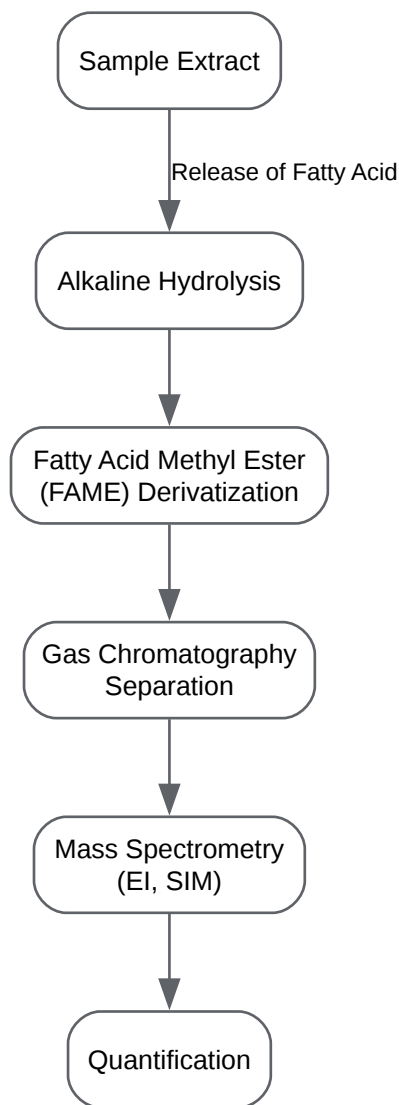 Sample Extract
Release of Fatty Acid
Alkaline Hydrolysis
Fatty Acid Methyl Ester
(FAME) Derivatization
Gas Chromatography
Separation
Mass Spectrometry
(EI, SIM)
Quantification